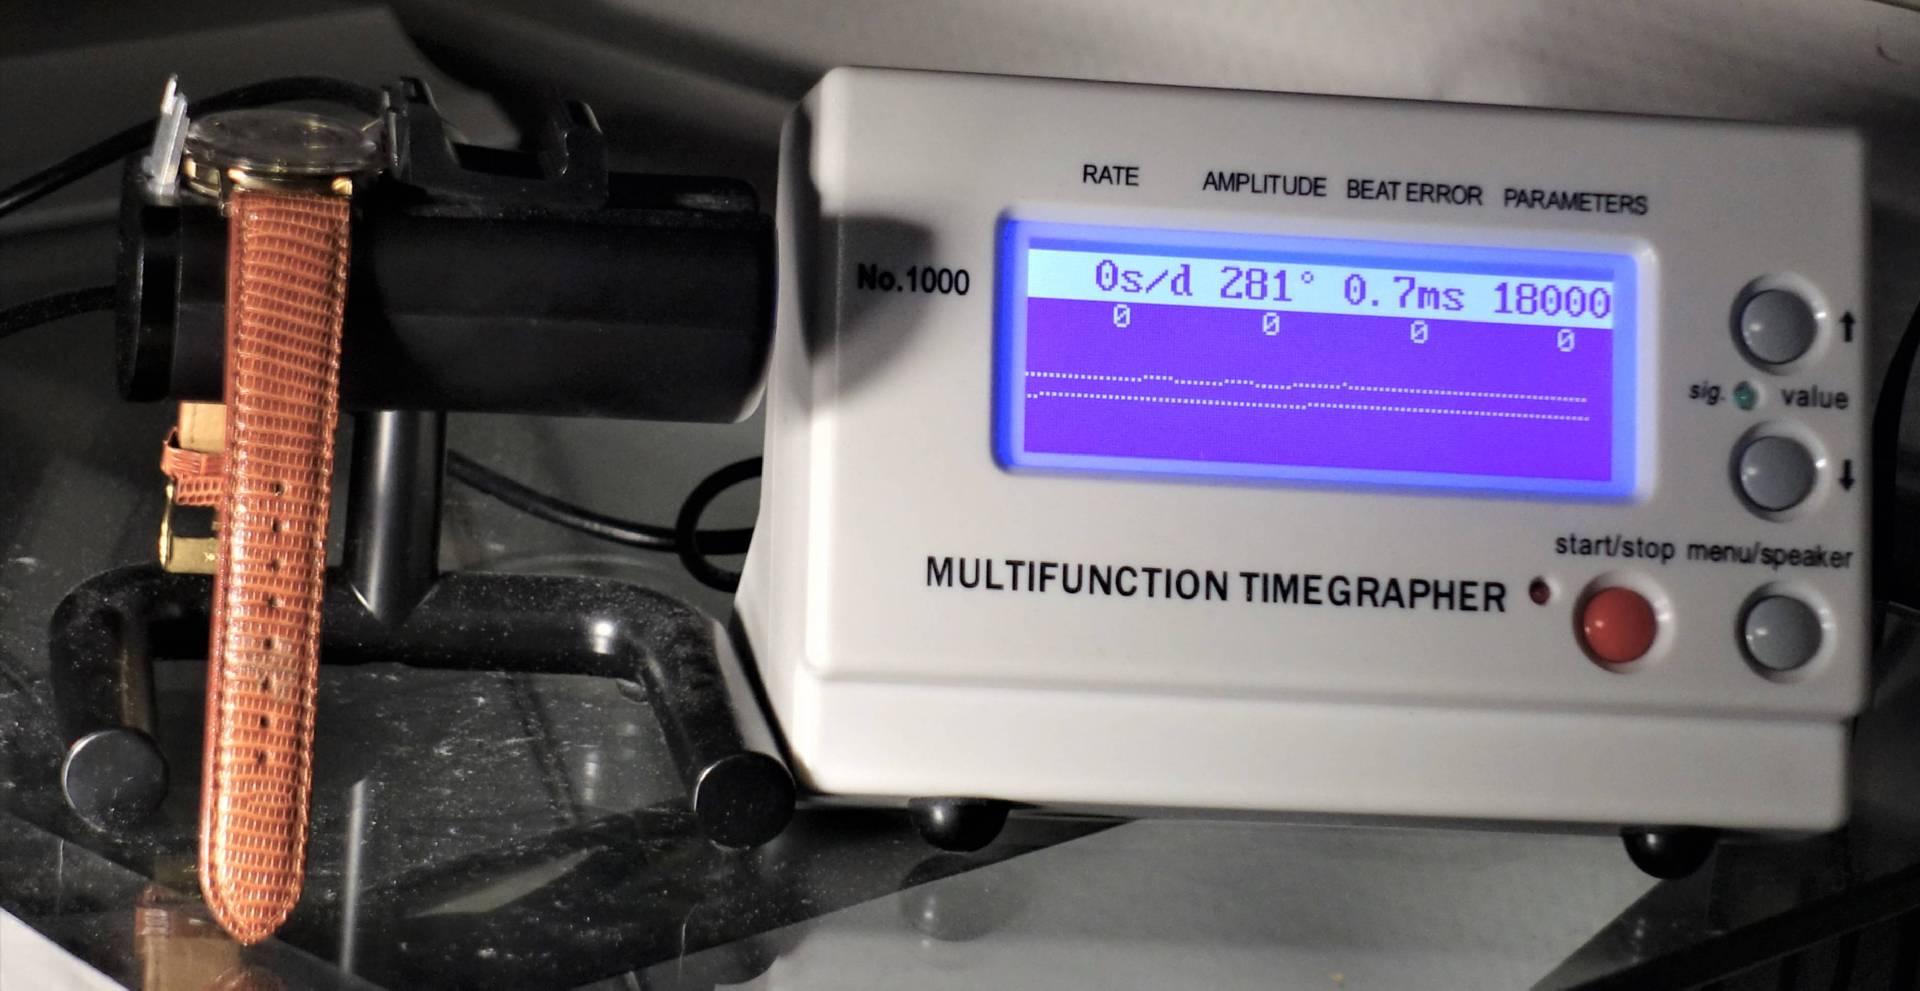 RATE AMPLITUDE BEAT ERROR PARAMETERS
No.1000
0s/d 281° 0.7ms 18000
0 0 0 0
↑
sig. value
↓
start/stop menu/speaker
MULTIFUNCTION TIMEGRAPHER